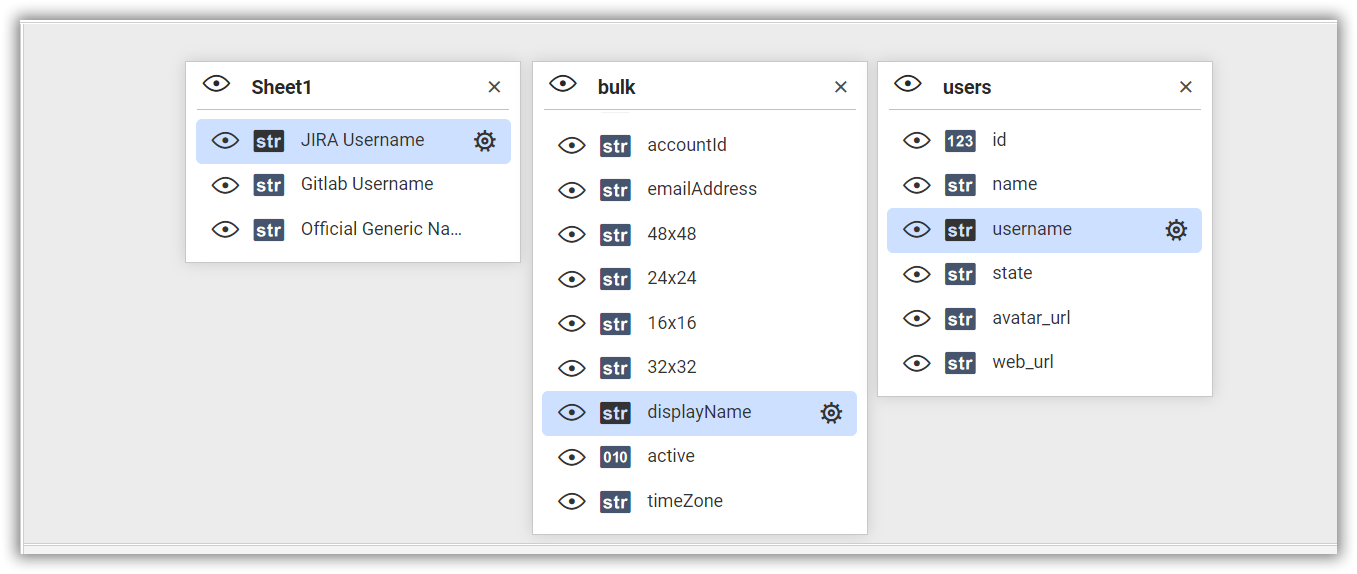 Sheet1 ×
str JIRA Username
str Gitlab Username
str Official Generic Na...
bulk ×
str accountId
str emailAddress
str 48x48
str 24x24
str 16x16
str 32x32
str displayName
010 active
str timeZone
users ×
123 id
str name
str username
str state
str avatar_url
str web_url